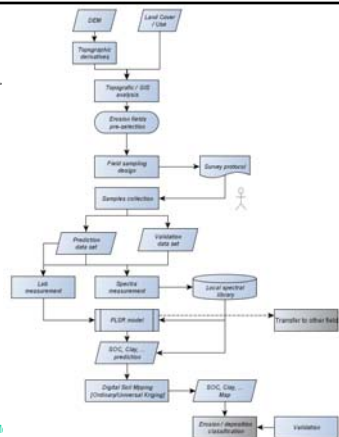 DEM
Land Cover
/ Use
Topographic
derivatives
Topografic / GIS
analysis
Erosion fields
pre-selection
Field sampling
design
Survey protocol
Samples collection
Prediction
data set
Validation
data set
Lab
measurement
Spectra
measurement
Local spectral
library
PLSR model
Transfer to other field
SOC, Clay, ...
prediction
Digital Soil Mapping
[Ordinary/Universal Kriging]
SOC, Clay, ...
Map
Erosion / deposition
classification
Validation